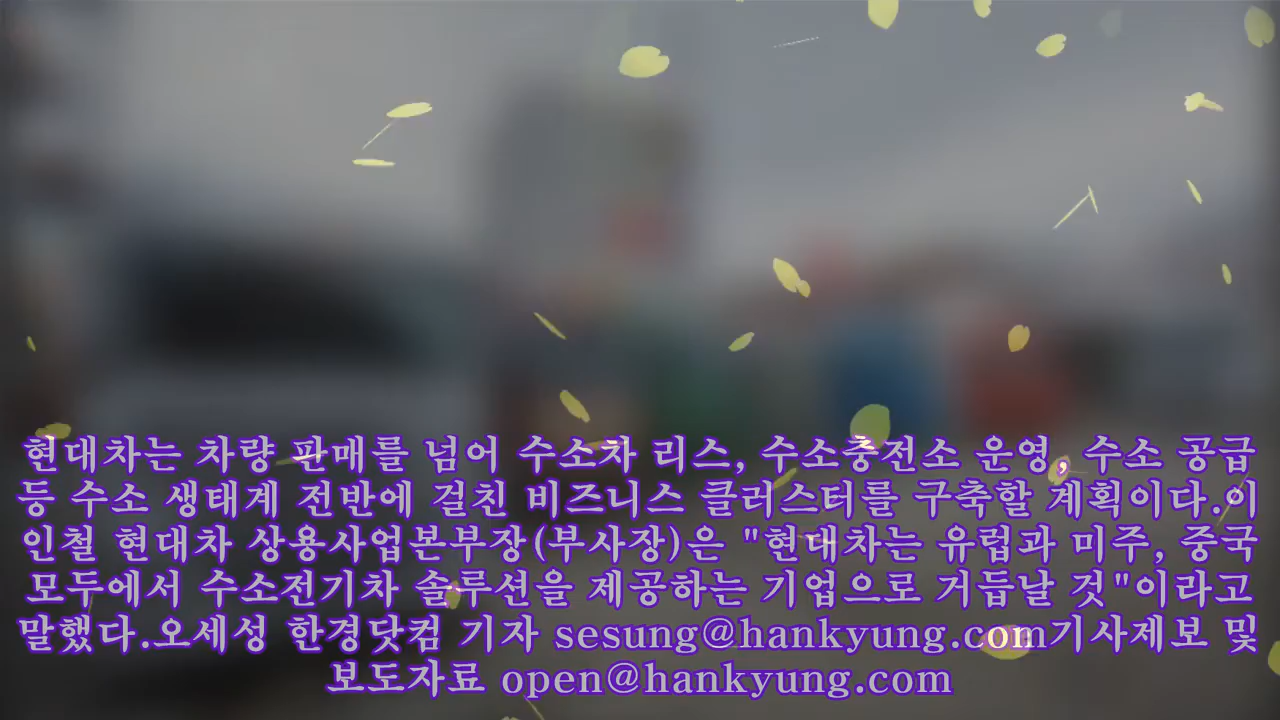 현대차는 차량 판매를 넘어 수소차 리스, 수소충전소 운영, 수소 공급
등 수소 생태계 전반에 걸친 비즈니스 클러스터를 구축할 계획이다.이
인철 현대차 상용사업본부장(부사장)은 "현대차는 유럽과 미주, 중국
모두에서 수소전기차 솔루션을 제공하는 기업으로 거듭날 것"이라고
말했다.오세성 한경닷컴 기자 sesung@hankyung.com기사제보 및
보도자료 open@hankyung.com